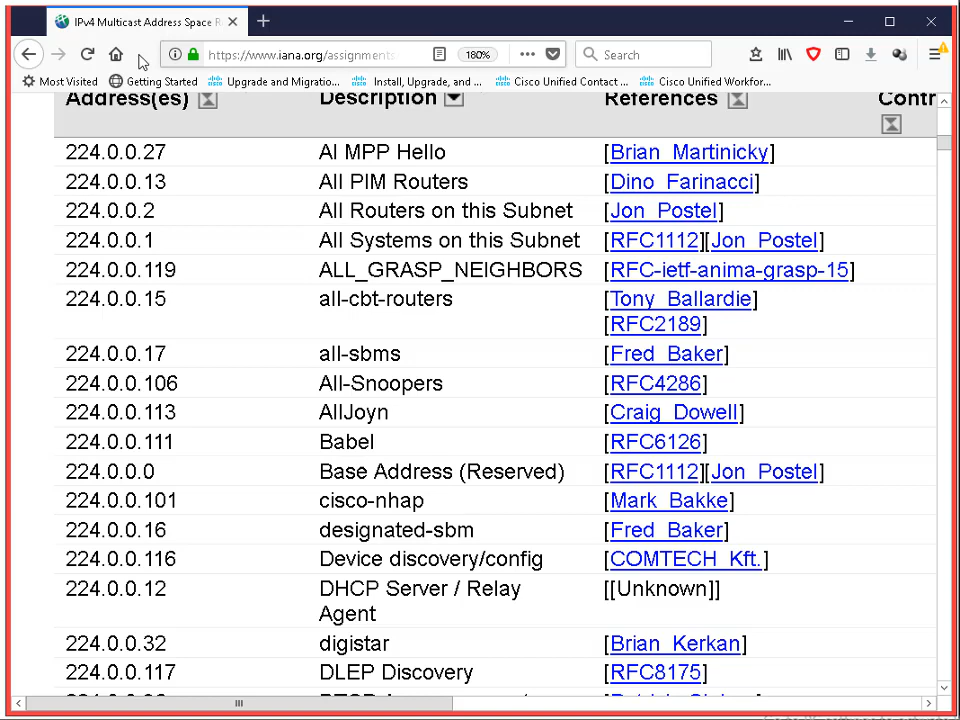 IPv4 Multicast Address Space R
https://www.iana.org/assignments
180%
Search
Most Visited
Getting Started
Upgrade and Migratio...
Install, Upgrade, and ...
Cisco Unified Contact ...
Cisco Unified Workfor...
Address(es) Description References Contr
224.0.0.27 AI MPP Hello [Brian_Martinicky]
224.0.0.13 All PIM Routers [Dino_Farinacci]
224.0.0.2 All Routers on this Subnet [Jon_Postel]
224.0.0.1 All Systems on this Subnet [RFC1112][Jon_Postel]
224.0.0.119 ALL_GRASP_NEIGHBORS [RFC-ietf-anima-grasp-15]
224.0.0.15 all-cbt-routers [Tony_Ballardie]
[RFC2189]
224.0.0.17 all-sbms [Fred_Baker]
224.0.0.106 All-Snoopers [RFC4286]
224.0.0.113 AllJoyn [Craig_Dowell]
224.0.0.111 Babel [RFC6126]
224.0.0.0 Base Address (Reserved) [RFC1112][Jon_Postel]
224.0.0.101 cisco-nhap [Mark_Bakke]
224.0.0.16 designated-sbm [Fred_Baker]
224.0.0.116 Device discovery/config [COMTECH_Kft.]
224.0.0.12 DHCP Server / Relay [[Unknown]]
Agent
224.0.0.32 digistar [Brian_Kerkan]
224.0.0.117 DLEP Discovery [RFC8175]